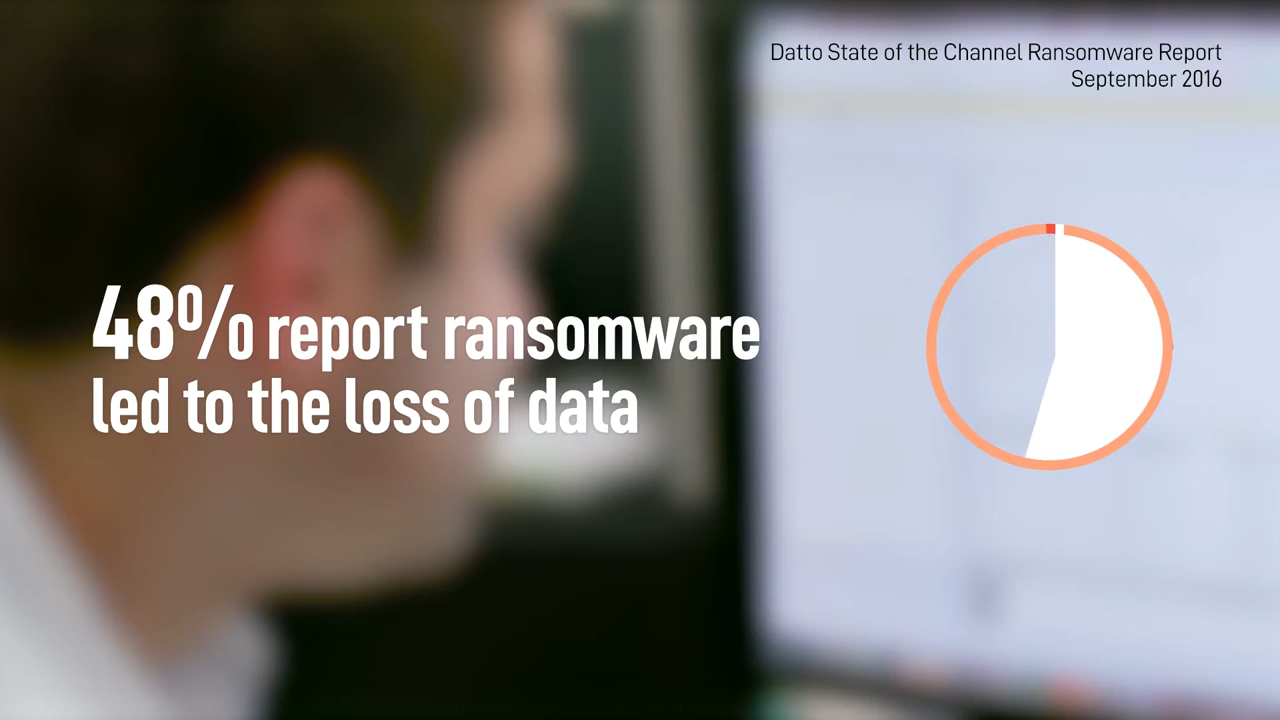 Datto State of the Channel Ransomware Report
September 2016
48% report ransomware
led to the loss of data